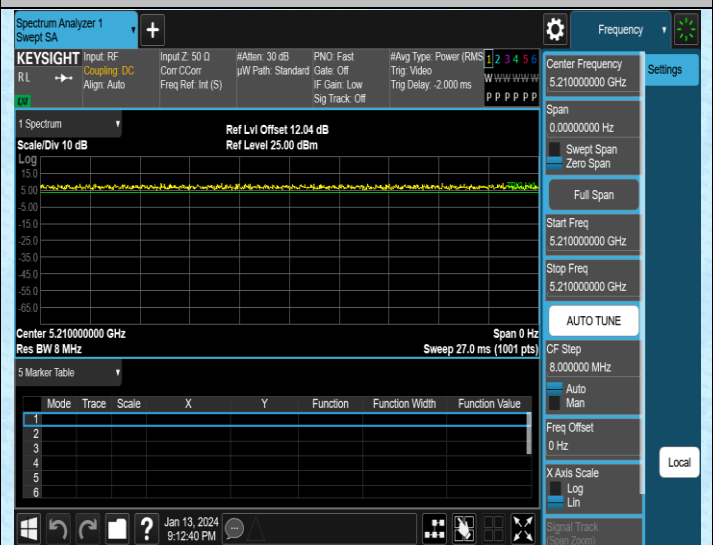 Spectrum Analyzer 1
Swept SA
Frequency
KEYSIGHT
RL
LXI
Input: RF
Coupling: DC
Align: Auto
Input Z: 50 Ω
Corr CCorr
Freq Ref: Int (S)
#Atten: 30 dB
µW Path: Standard
PNO: Fast
Gate: Off
IF Gain: Low
Sig Track: Off
#Avg Type: Power (RMS
Trig: Video
Trig Delay: -2.000 ms
1 2 3 4 5 6
W W W W W W
P P P P P P
Center Frequency
5.210000000 GHz
Settings
Span
0.00000000 Hz
Swept Span
Zero Span
Full Span
Start Freq
5.210000000 GHz
Stop Freq
5.210000000 GHz
AUTO TUNE
CF Step
8.000000 MHz
Auto
Man
Freq Offset
0 Hz
X Axis Scale
Log
Lin
Signal Track
(Span Zoom)
Local
1 Spectrum
Scale/Div 10 dB
Ref Lvl Offset 12.04 dB
Ref Level 25.00 dBm
Log
15.0
5.00
-5.00
-15.0
-25.0
-35.0
-45.0
-55.0
-65.0
Center 5.210000000 GHz
Span 0 Hz
Res BW 8 MHz
Sweep 27.0 ms (1001 pts)
5 Marker Table
Mode Trace Scale X Y Function Function Width Function Value
1
2
3
4
5
6
?
Jan 13, 2024
9:12:40 PM